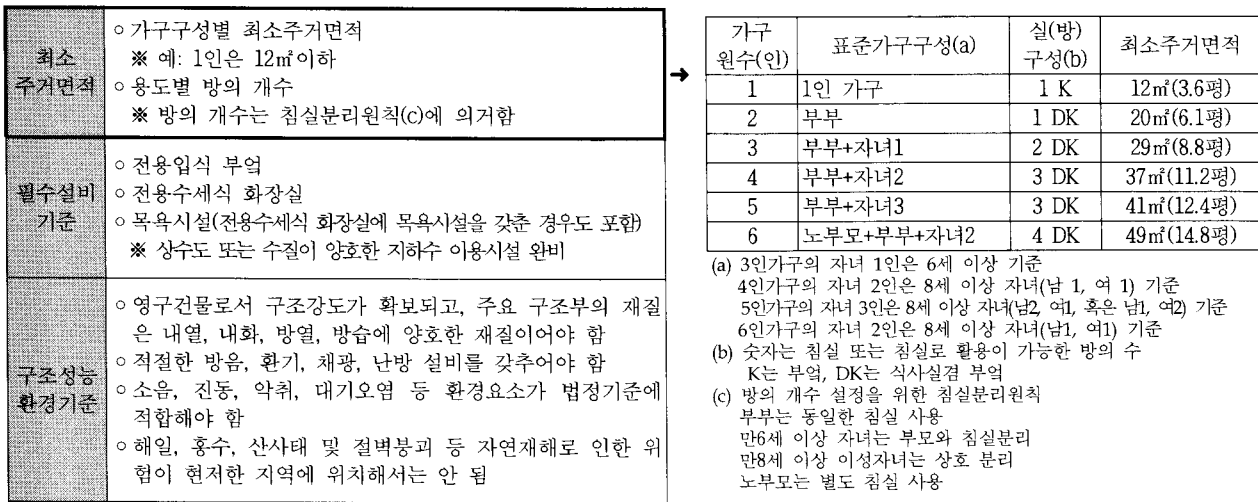 최소
주거면적
○ 가구구성별 최소주거면적
※ 예: 1인은 12㎡이하
○ 용도별 방의 개수
※ 방의 개수는 침실분리원칙(c)에 의거함
필수설비
기준
○ 전용입식 부엌
○ 전용수세식 화장실
○ 목욕시설(전용수세식 화장실에 목욕시설을 갖춘 경우도 포함)
※ 상수도 또는 수질이 양호한 지하수 이용시설 완비
구조성능
환경기준
○ 영구건물로서 구조강도가 확보되고, 주요 구조부의 재질
은 내열, 내화, 방열, 방습에 양호한 재질이어야 함
○ 적절한 방음, 환기, 채광, 난방 설비를 갖추어야 함
○ 소음, 진동, 악취, 대기오염 등 환경요소가 법정기준에
적합해야 함
○ 해일, 홍수, 산사태 및 절벽붕괴 등 자연재해로 인한 위
험이 현저한 지역에 위치해서는 안 됨
➜
가구
원수(인) 표준가구구성(a) 실(방)
구성(b) 최소주거면적
1 1인 가구 1 K 12㎡(3.6평)
2 부부 1 DK 20㎡(6.1평)
3 부부+자녀1 2 DK 29㎡(8.8평)
4 부부+자녀2 3 DK 37㎡(11.2평)
5 부부+자녀3 3 DK 41㎡(12.4평)
6 노부모+부부+자녀2 4 DK 49㎡(14.8평)
(a) 3인가구의 자녀 1인은 6세 이상 기준
4인가구의 자녀 2인은 8세 이상 자녀(남 1, 여 1) 기준
5인가구의 자녀 3인은 8세 이상 자녀(남2, 여1, 혹은 남1, 여2) 기준
6인가구의 자녀 2인은 8세 이상 자녀(남1, 여1) 기준
(b) 숫자는 침실 또는 침실로 활용이 가능한 방의 수
K는 부엌, DK는 식사실겸 부엌
(c) 방의 개수 설정을 위한 침실분리원칙
부부는 동일한 침실 사용
만6세 이상 자녀는 부모와 침실분리
만8세 이상 이성자녀는 상호 분리
노부모는 별도 침실 사용